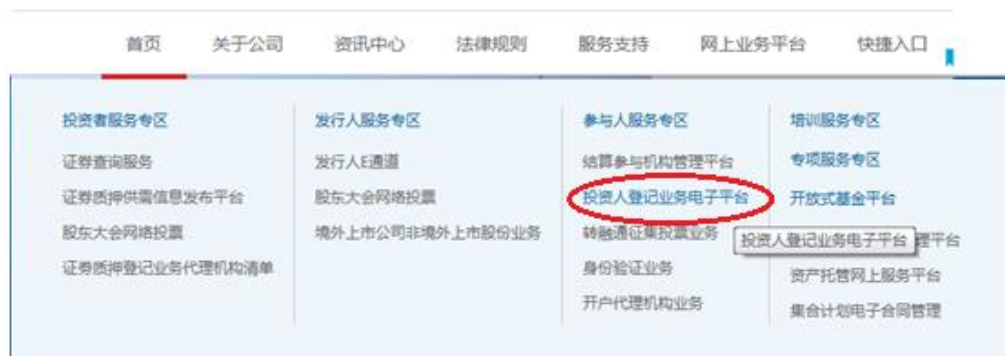 首页 关于公司 资讯中心 法律规则 服务支持 网上业务平台 快捷入口
投资者服务专区
证券查询服务
证券质押供需信息发布平台
股东大会网络投票
证券质押登记业务代理机构清单
发行人服务专区
发行人E通道
股东大会网络投票
境外上市公司非境外上市股份业务
参与人服务专区
结算参与机构管理平台
投资人登记业务电子平台
转融通征集投票业务
身份验证业务
开户代理机构业务
投资人登记业务电子平台
培训服务专区
专项服务专区
开放式基金平台
理平台
资产托管网上服务平台
集合计划电子合同管理